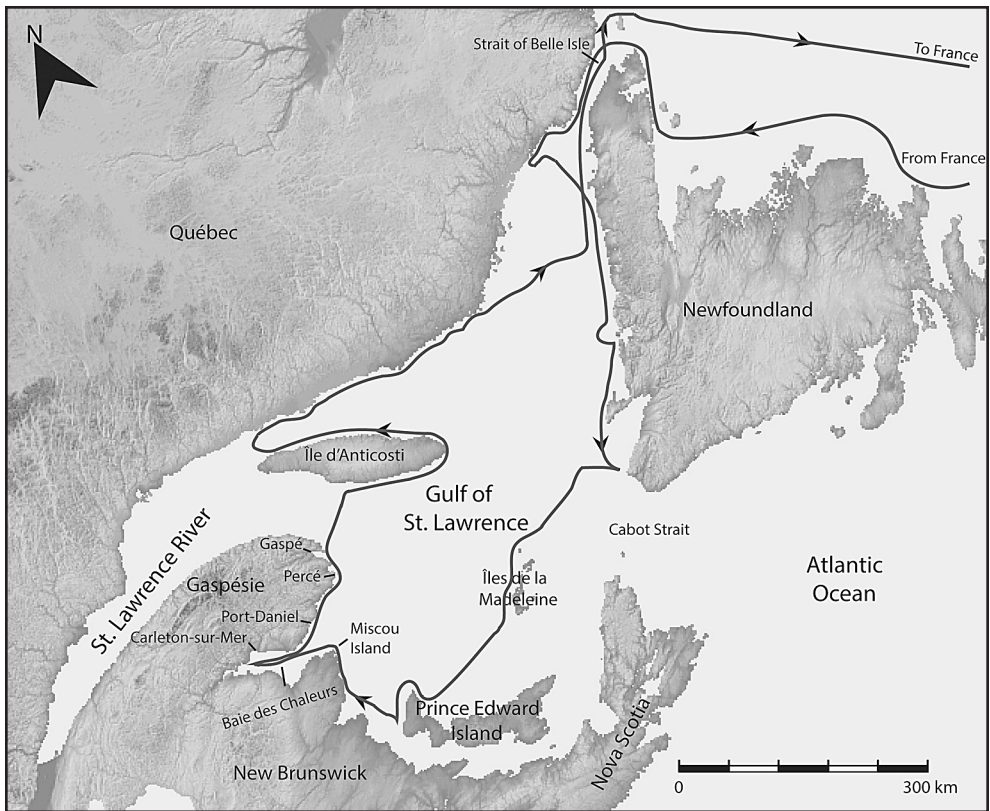 N
Strait of Belle Isle
To France
From France
Québec
Newfoundland
Île d'Anticosti
Gulf of
St. Lawrence
Cabot Strait
Gaspé
Percé
Gaspésie
Îles de la
Madeleine
Atlantic
Ocean
St. Lawrence River
Port-Daniel
Carleton-sur-Mer
Miscou
Island
Baie des Chaleurs
Prince Edward
Island
Nova Scotia
New Brunswick
0
300 km